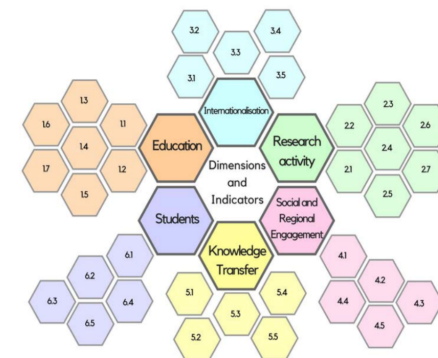 3.2
3.4
3.3
3.1
3.5
Internationalisation
1.3
1.6
1.1
1.4
1.7
1.2
1.5
Education
2.3
2.2
2.6
2.4
2.1
2.7
2.5
Research
activity
Dimensions
and
Indicators
Students
Social and
Regional
Engagement
Knowledge
Transfer
6.1
6.2
6.3
6.4
6.5
5.1
5.4
5.3
5.2
5.5
4.1
4.2
4.4
4.3
4.5